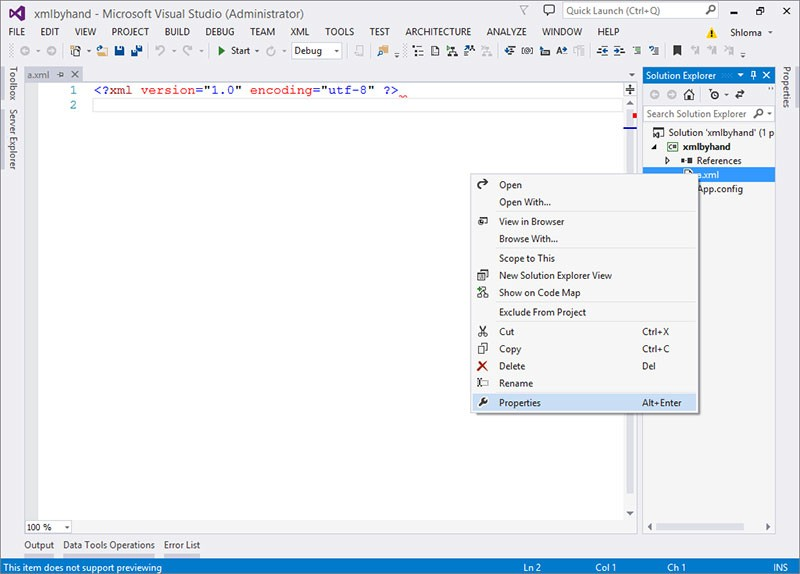 xmlbyhand - Microsoft Visual Studio (Administrator)
Quick Launch (Ctrl+Q)
FILE EDIT VIEW PROJECT BUILD DEBUG TEAM XML TOOLS TEST ARCHITECTURE ANALYZE WINDOW HELP Shloma
Start Debug
Toolbox
Server Explorer
a.xml
1 <?xml version="1.0" encoding="utf-8" ?>
2
Solution Explorer
Properties
Search Solution Explorer
Solution 'xmlbyhand' (1 p
C# xmlbyhand
References
a.xml
App.config
Open
Open With...
View in Browser
Browse With...
Scope to This
New Solution Explorer View
Show on Code Map
Exclude From Project
Cut Ctrl+X
Copy Ctrl+C
Delete Del
Rename
Properties Alt+Enter
100 %
Output Data Tools Operations Error List
This item does not support previewing Ln 2 Col 1 Ch 1 INS